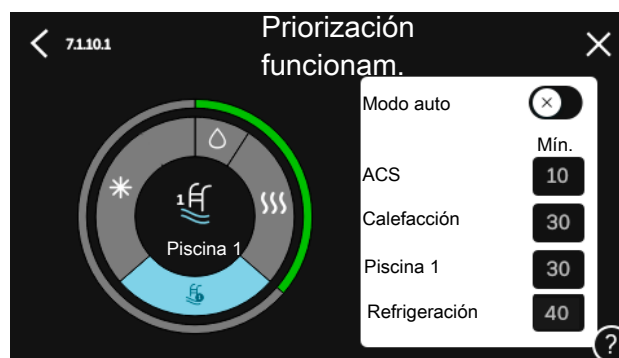 7.1.10.1
Priorización
funcionam.
Modo auto
Mín.
ACS
10
Calefacción
30
Piscina 1
30
Refrigeración
40
1
Piscina 1
?